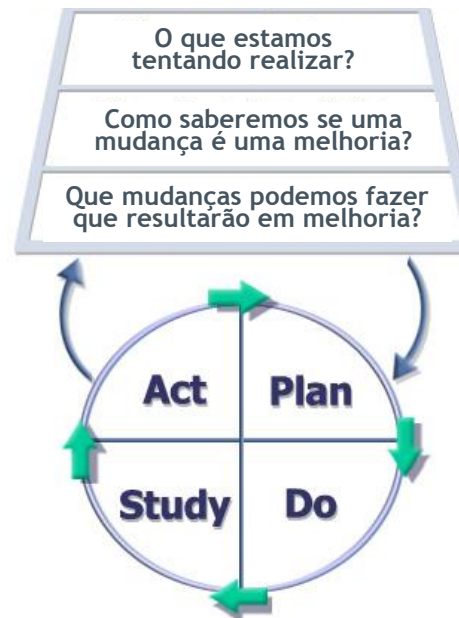 O que estamos
tentando realizar?
Como saberemos se uma
mudança é uma melhoria?
Que mudanças podemos fazer
que resultarão em melhoria?
Act
Plan
Study
Do